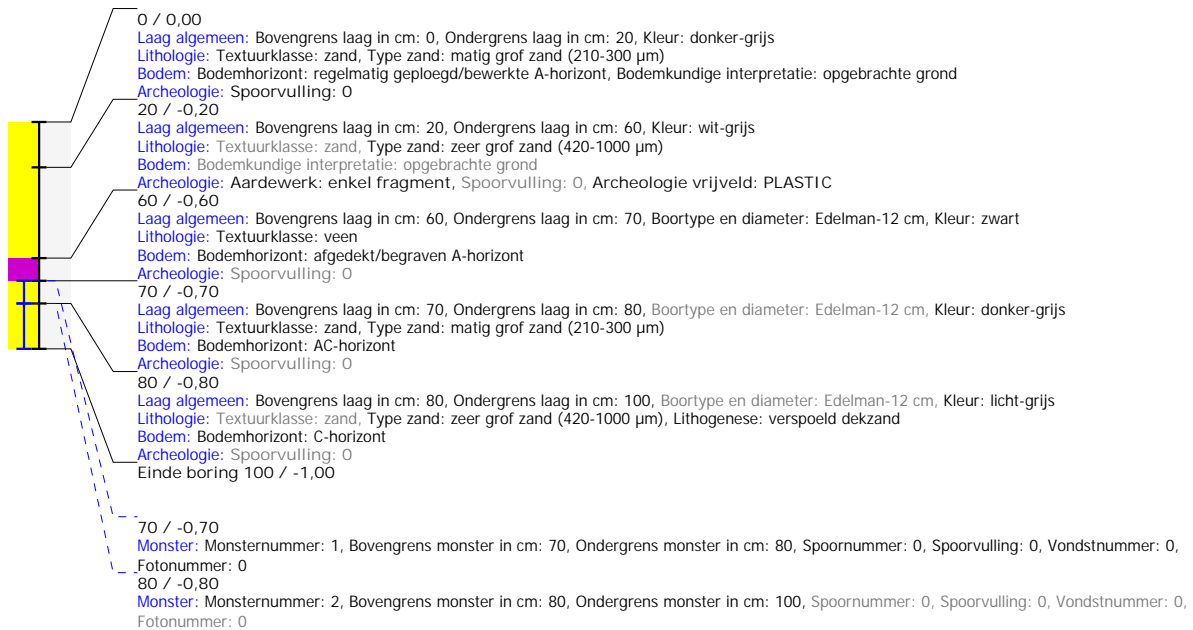 0 / 0,00
Laag algemeen: Bovengrens laag in cm: 0, Ondergrens laag in cm: 20, Kleur: donker-grijs
Lithologie: Textuurklasse: zand, Type zand: matig grof zand (210-300 µm)
Bodem: Bodemhorizont: regelmatig geploegd/bewerkte A-horizont, Bodemkundige interpretatie: opgebrachte grond
Archeologie: Spoorvulling: 0
20 / -0,20
Laag algemeen: Bovengrens laag in cm: 20, Ondergrens laag in cm: 60, Kleur: wit-grijs
Lithologie: Textuurklasse: zand, Type zand: zeer grof zand (420-1000 µm)
Bodem: Bodemkundige interpretatie: opgebrachte grond
Archeologie: Aardewerk: enkel fragment, Spoorvulling: 0, Archeologie vrijveld: PLASTIC
60 / -0,60
Laag algemeen: Bovengrens laag in cm: 60, Ondergrens laag in cm: 70, Boortype en diameter: Edelman-12 cm, Kleur: zwart
Lithologie: Textuurklasse: veen
Bodem: Bodemhorizont: afgedekt/begraven A-horizont
Archeologie: Spoorvulling: 0
70 / -0,70
Laag algemeen: Bovengrens laag in cm: 70, Ondergrens laag in cm: 80, Boortype en diameter: Edelman-12 cm, Kleur: donker-grijs
Lithologie: Textuurklasse: zand, Type zand: matig grof zand (210-300 µm)
Bodem: Bodemhorizont: AC-horizont
Archeologie: Spoorvulling: 0
80 / -0,80
Laag algemeen: Bovengrens laag in cm: 80, Ondergrens laag in cm: 100, Boortype en diameter: Edelman-12 cm, Kleur: licht-grijs
Lithologie: Textuurklasse: zand, Type zand: zeer grof zand (420-1000 µm), Lithogenese: verspoeld dekzand
Bodem: Bodemhorizont: C-horizont
Archeologie: Spoorvulling: 0
Einde boring 100 / -1,00
70 / -0,70
Monster: Monsternummer: 1, Bovengrens monster in cm: 70, Ondergrens monster in cm: 80, Spoornummer: 0, Spoorvulling: 0, Vondstnummer: 0,
Fotonummer: 0
80 / -0,80
Monster: Monsternummer: 2, Bovengrens monster in cm: 80, Ondergrens monster in cm: 100, Spoornummer: 0, Spoorvulling: 0, Vondstnummer: 0,
Fotonummer: 0